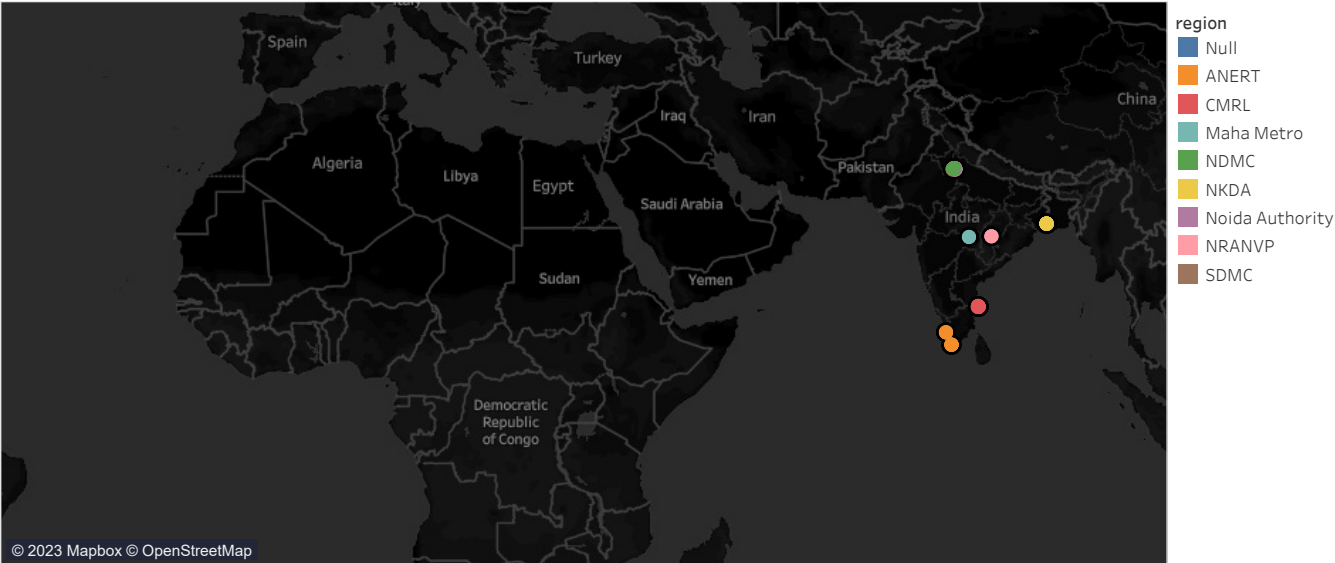 Italy
Spain
Turkey
China
Iraq
Iran
Algeria
Pakistan
Libya
Egypt
Saudi Arabia
India
Sudan
Yemen
Democratic
Republic
of Congo
© 2023 Mapbox © OpenStreetMap
region
Null
ANERT
CMRL
Maha Metro
NDMC
NKDA
Noida Authority
NRANVP
SDMC